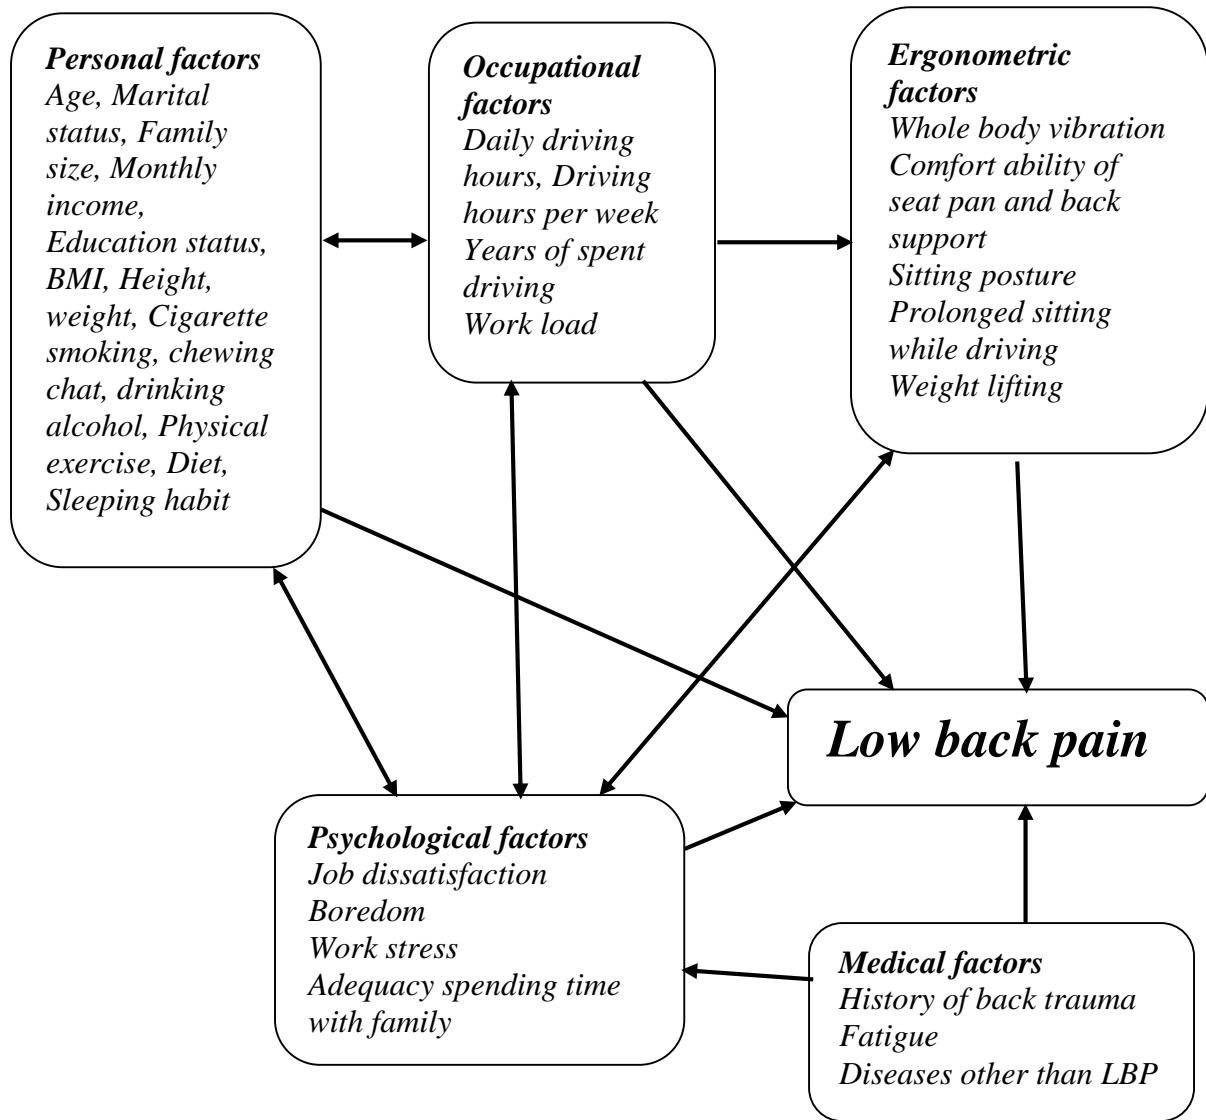 Personal factors
Age, Marital
status, Family
size, Monthly
income,
Education status,
BMI, Height,
weight, Cigarette
smoking, chewing
chat, drinking
alcohol, Physical
exercise, Diet,
Sleeping habit
Occupational
factors
Daily driving
hours, Driving
hours per week
Years of spent
driving
Work load
Ergonometric
factors
Whole body vibration
Comfort ability of
seat pan and back
support
Sitting posture
Prolonged sitting
while driving
Weight lifting
Low back pain
Psychological factors
Job dissatisfaction
Boredom
Work stress
Adequacy spending time
with family
Medical factors
History of back trauma
Fatigue
Diseases other than LBP